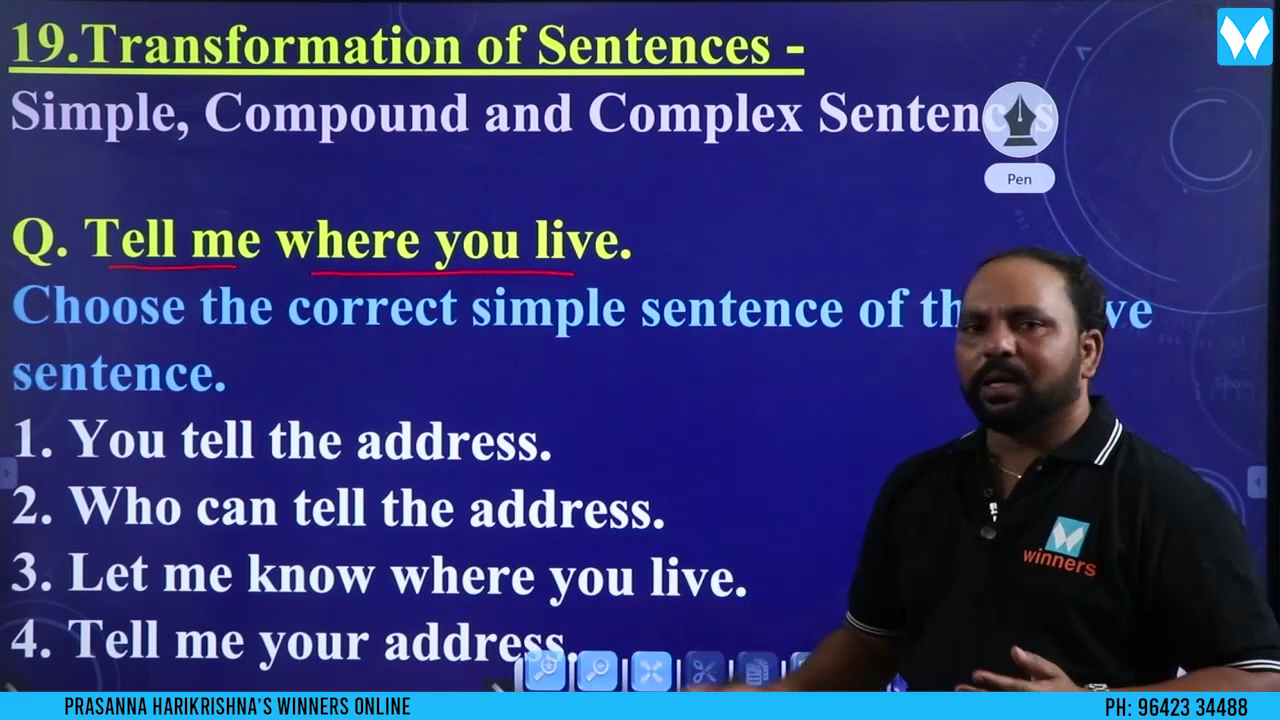 19.Transformation of Sentences -
Simple, Compound and Complex Sentences
Pen
Q. Tell me where you live.
Choose the correct simple sentence of
sentence.
1. You tell the address.
2. Who can tell the address.
3. Let me know where you live.
4. Tell me your address.
winners
PRASANNA HARIKRISHNA'S WINNERS ONLINE
PH: 96423 34488